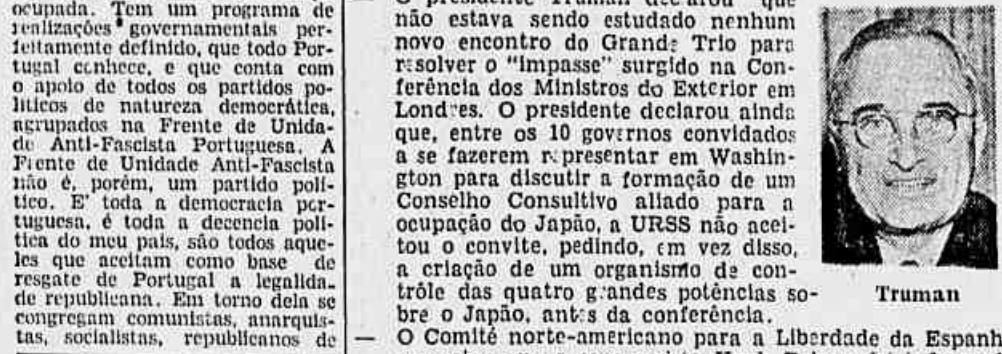 ocupada. Tem um programa de
realizações governamentais per-
feitamente definido, que todo Por-
tugal conhece, e que conta com
o apoio de todos os partidos po-
líticos de natureza democrática,
agrupados na Frente de Unida-
de Anti-Fascista Portuguesa. A
Frente de Unidade Anti-Fascista
não é, porém, um partido polí-
tico. E' toda a democracia por-
tuguesa, é toda a decencia poli-
tica do meu país, são todos aque-
les que aceitam como base de
resgate de Portugal a legalida-
de republicana. Em torno dela se
congregam comunistas, anarquis-
tas, socialistas, republicanos de
— O presidente Truman declarou que
não estava sendo estudado nenhum
novo encontro do Grande Trio para
resolver o "impasse" surgido na Con-
ferência dos Ministros do Exterior em
Londres. O presidente declarou ainda
que, entre os 10 governos convidados
a se fazerem representar em Washin-
gton para discutir a formação de um
Conselho Consultivo aliado para a
ocupação do Japão, a URSS não acei-
tou o convite, pedindo, em vez disso,
a criação de um organismo de con-
trôle das quatro grandes potências so-
bre o Japão, antes da conferência.
Truman
— O Comité norte-americano para a Liberdade da Espanh